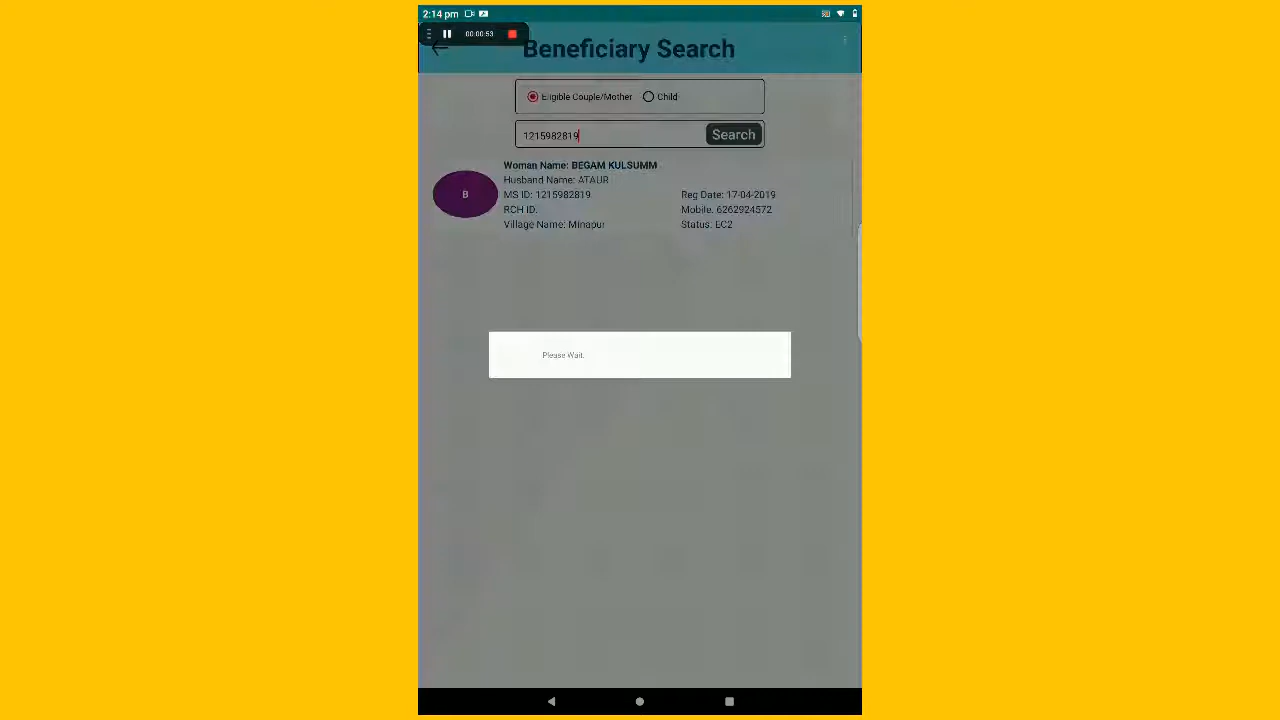 2:14 pm
00:00:53
Beneficiary Search
Eligible Couple/Mother Child
1215982819 Search
Woman Name: BEGAM KULSUMM
Husband Name: ATAUR
B
MS ID: 1215982819 Reg Date: 17-04-2019
RCH ID. Mobile. 6262924572
Village Name: Minapur Status: EC2
Please Wait.